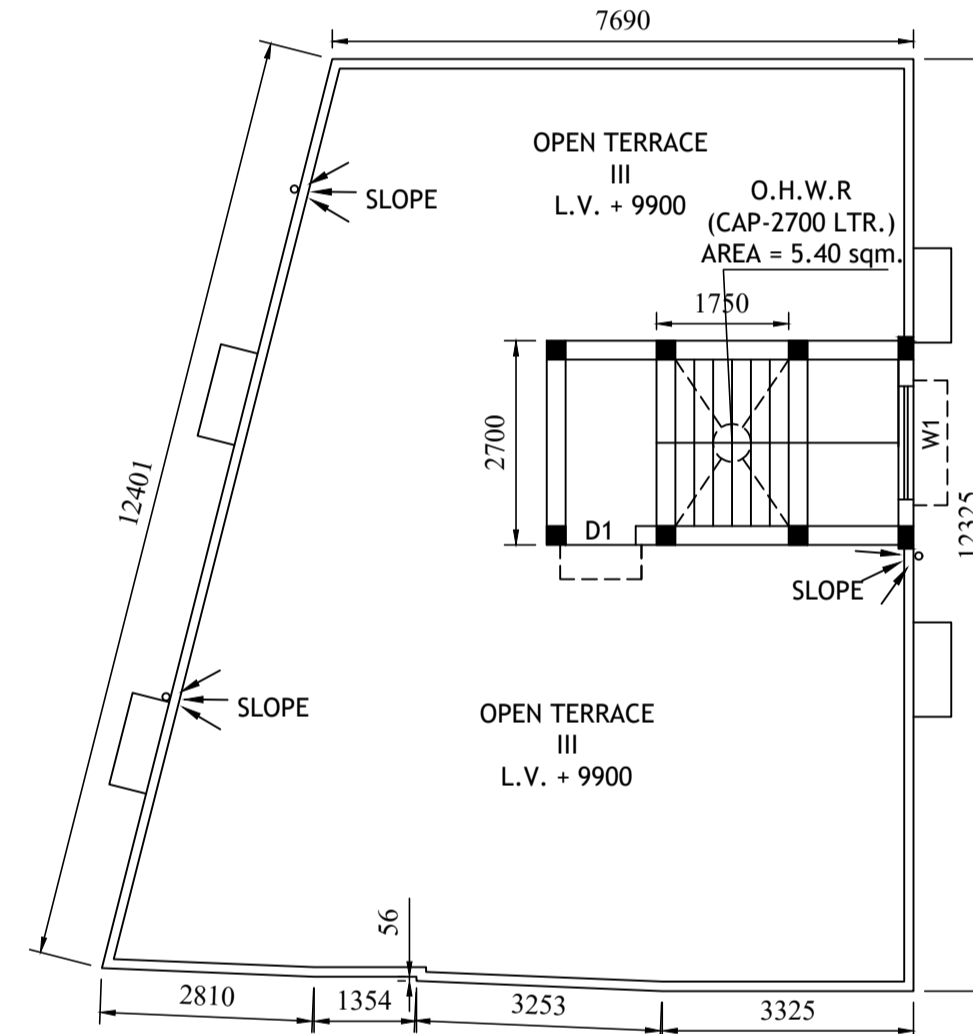 7690
OPEN TERRACE
III
L.V. + 9900
O.H.W.R
(CAP-2700 LTR.)
AREA = 5.40 sqm.
SLOPE
1750
2700
W1
12401
12325
D1
SLOPE
SLOPE
OPEN TERRACE
III
L.V. + 9900
56
2810
1354
3253
3325